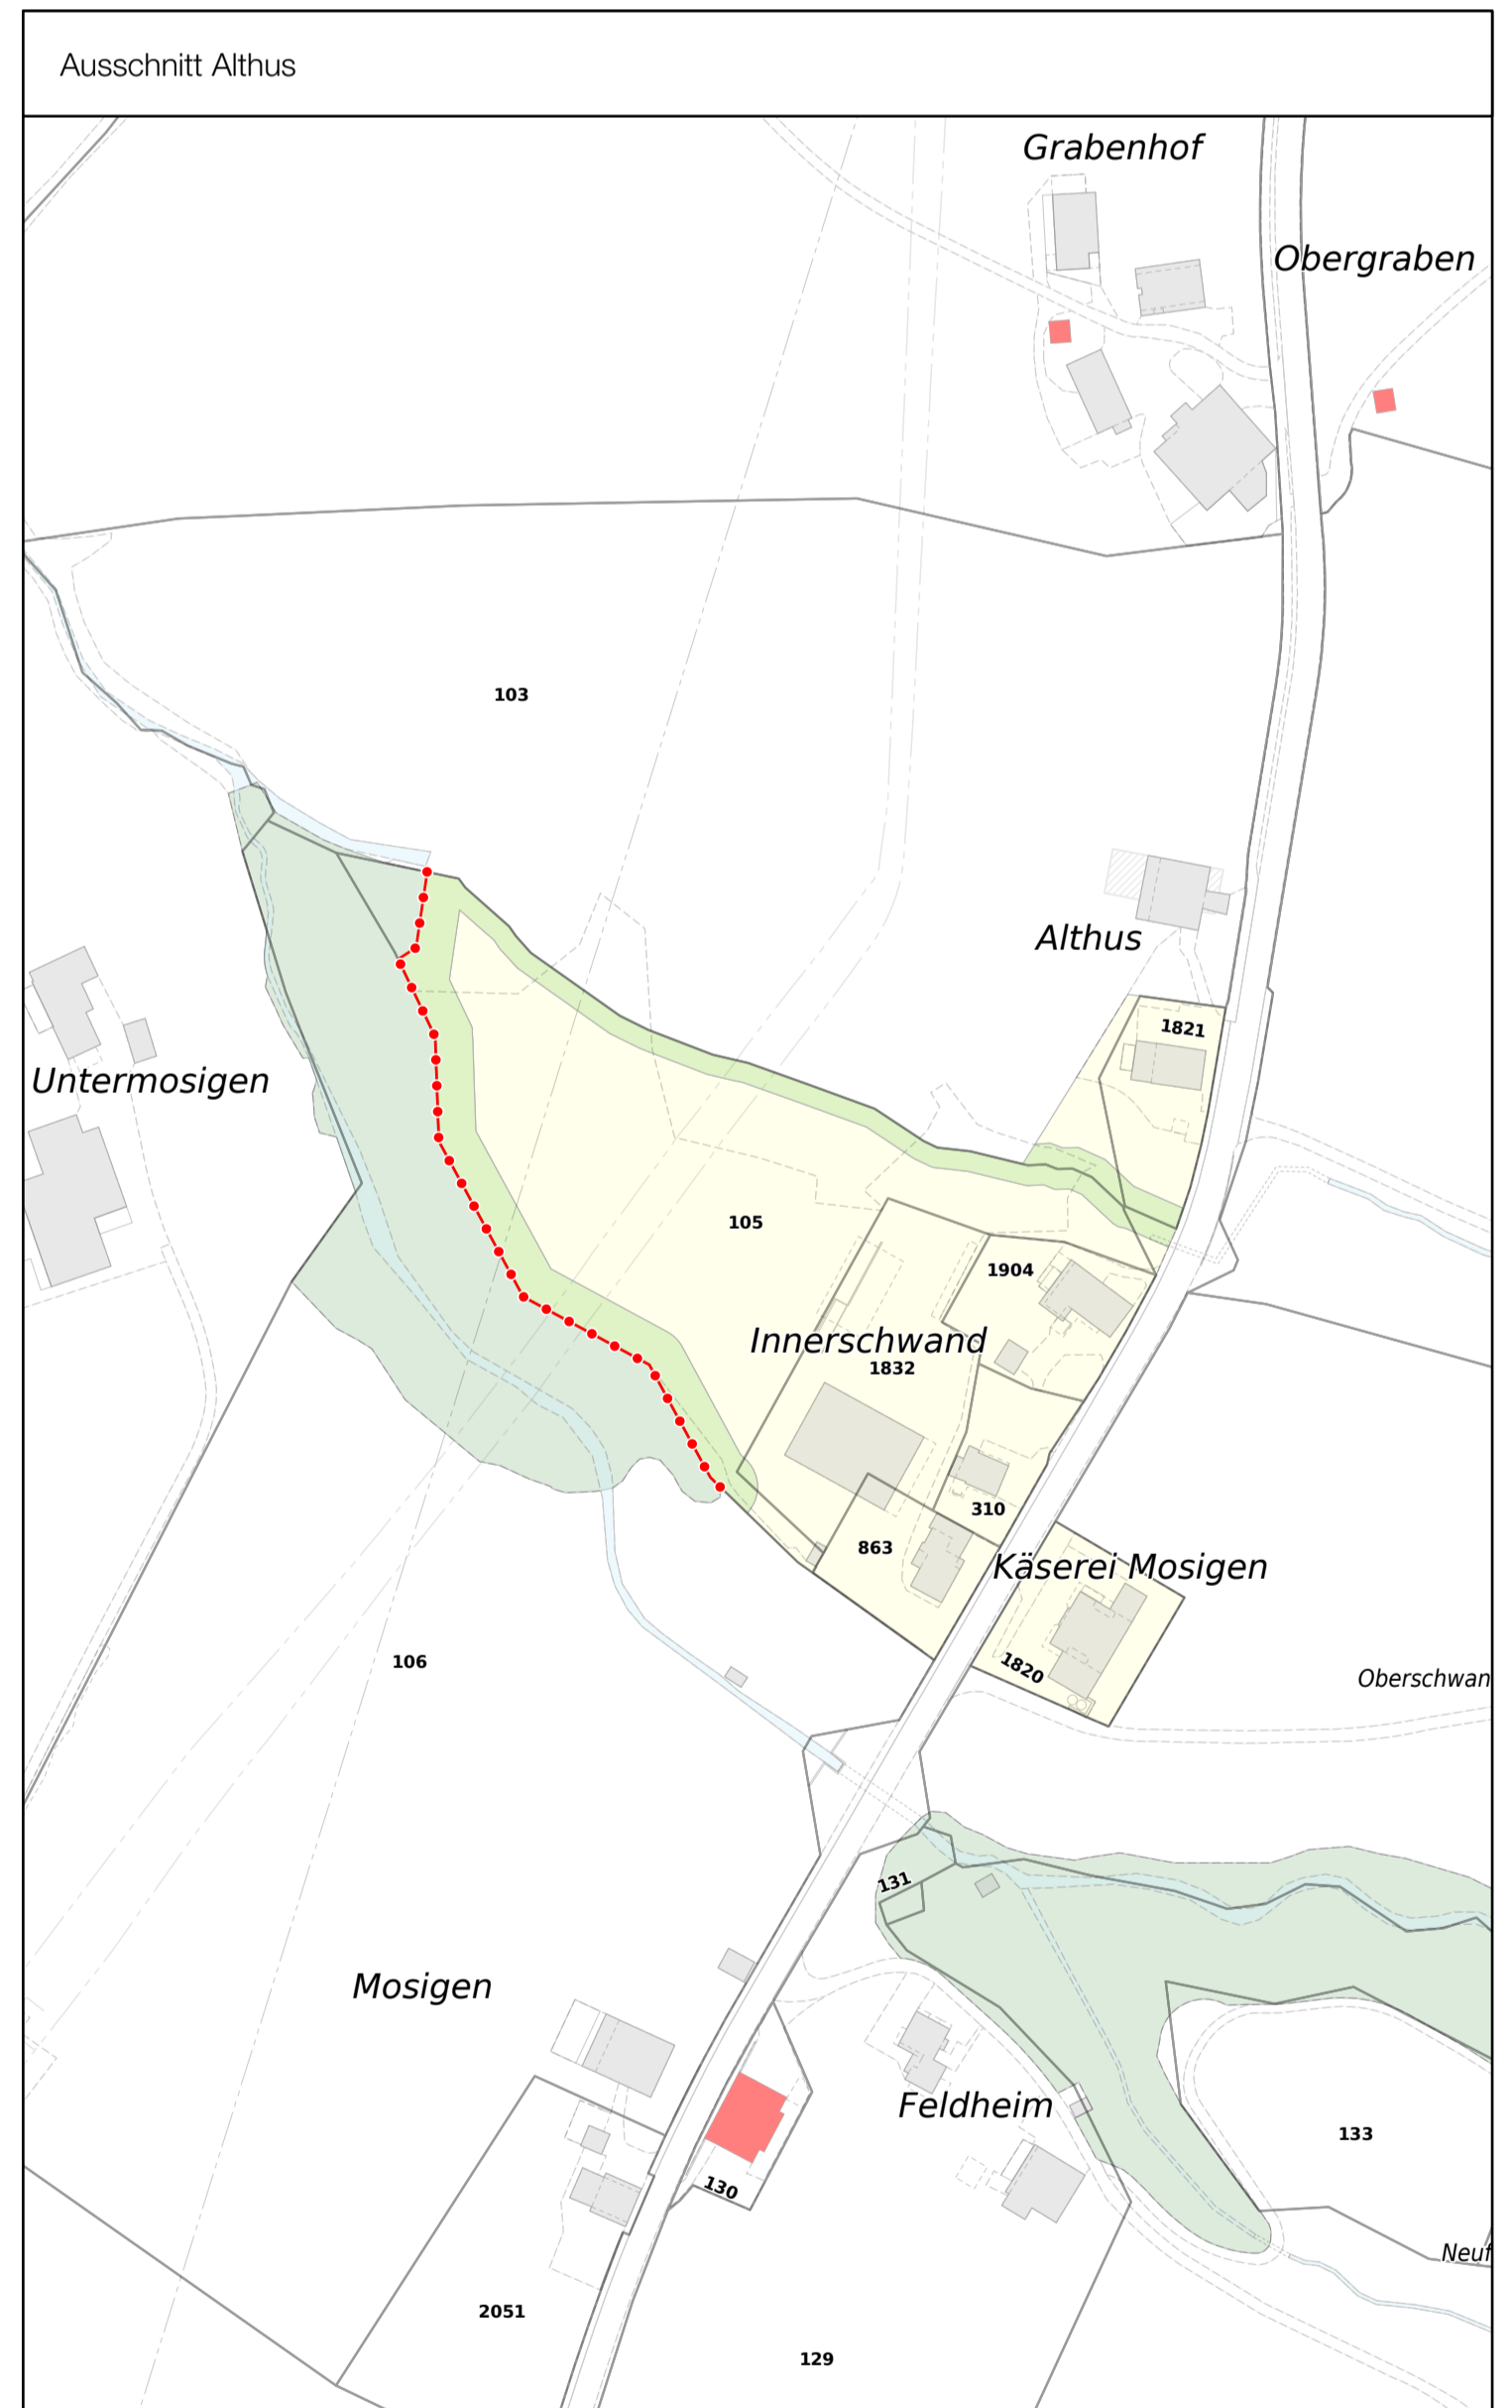 Ausschnitt Althus
Grabenhof
Obergraben
103
Althus
1821
Untermosigen
105
1904
Innerschwand
1832
310
863
Käserei Mosigen
106
1820
Oberschwan
131
Mosigen
Feldheim
133
130
Neuf
2051
129